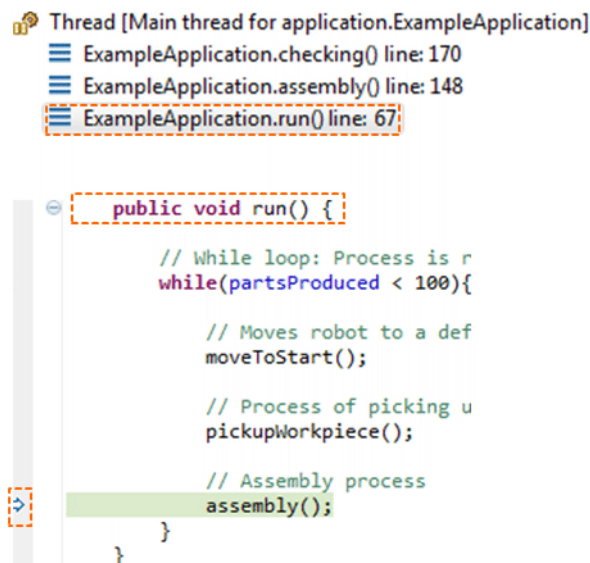 Thread [Main thread for application.ExampleApplication]
ExampleApplication.checking() line: 170
ExampleApplication.assembly() line: 148
ExampleApplication.run() line: 67
public void run() {
// While loop: Process is
while(partsProduced < 100){
// Moves robot to a def
moveToStart();
// Process of picking u
pickupWorkpiece();
// Assembly process
assembly();
}
}